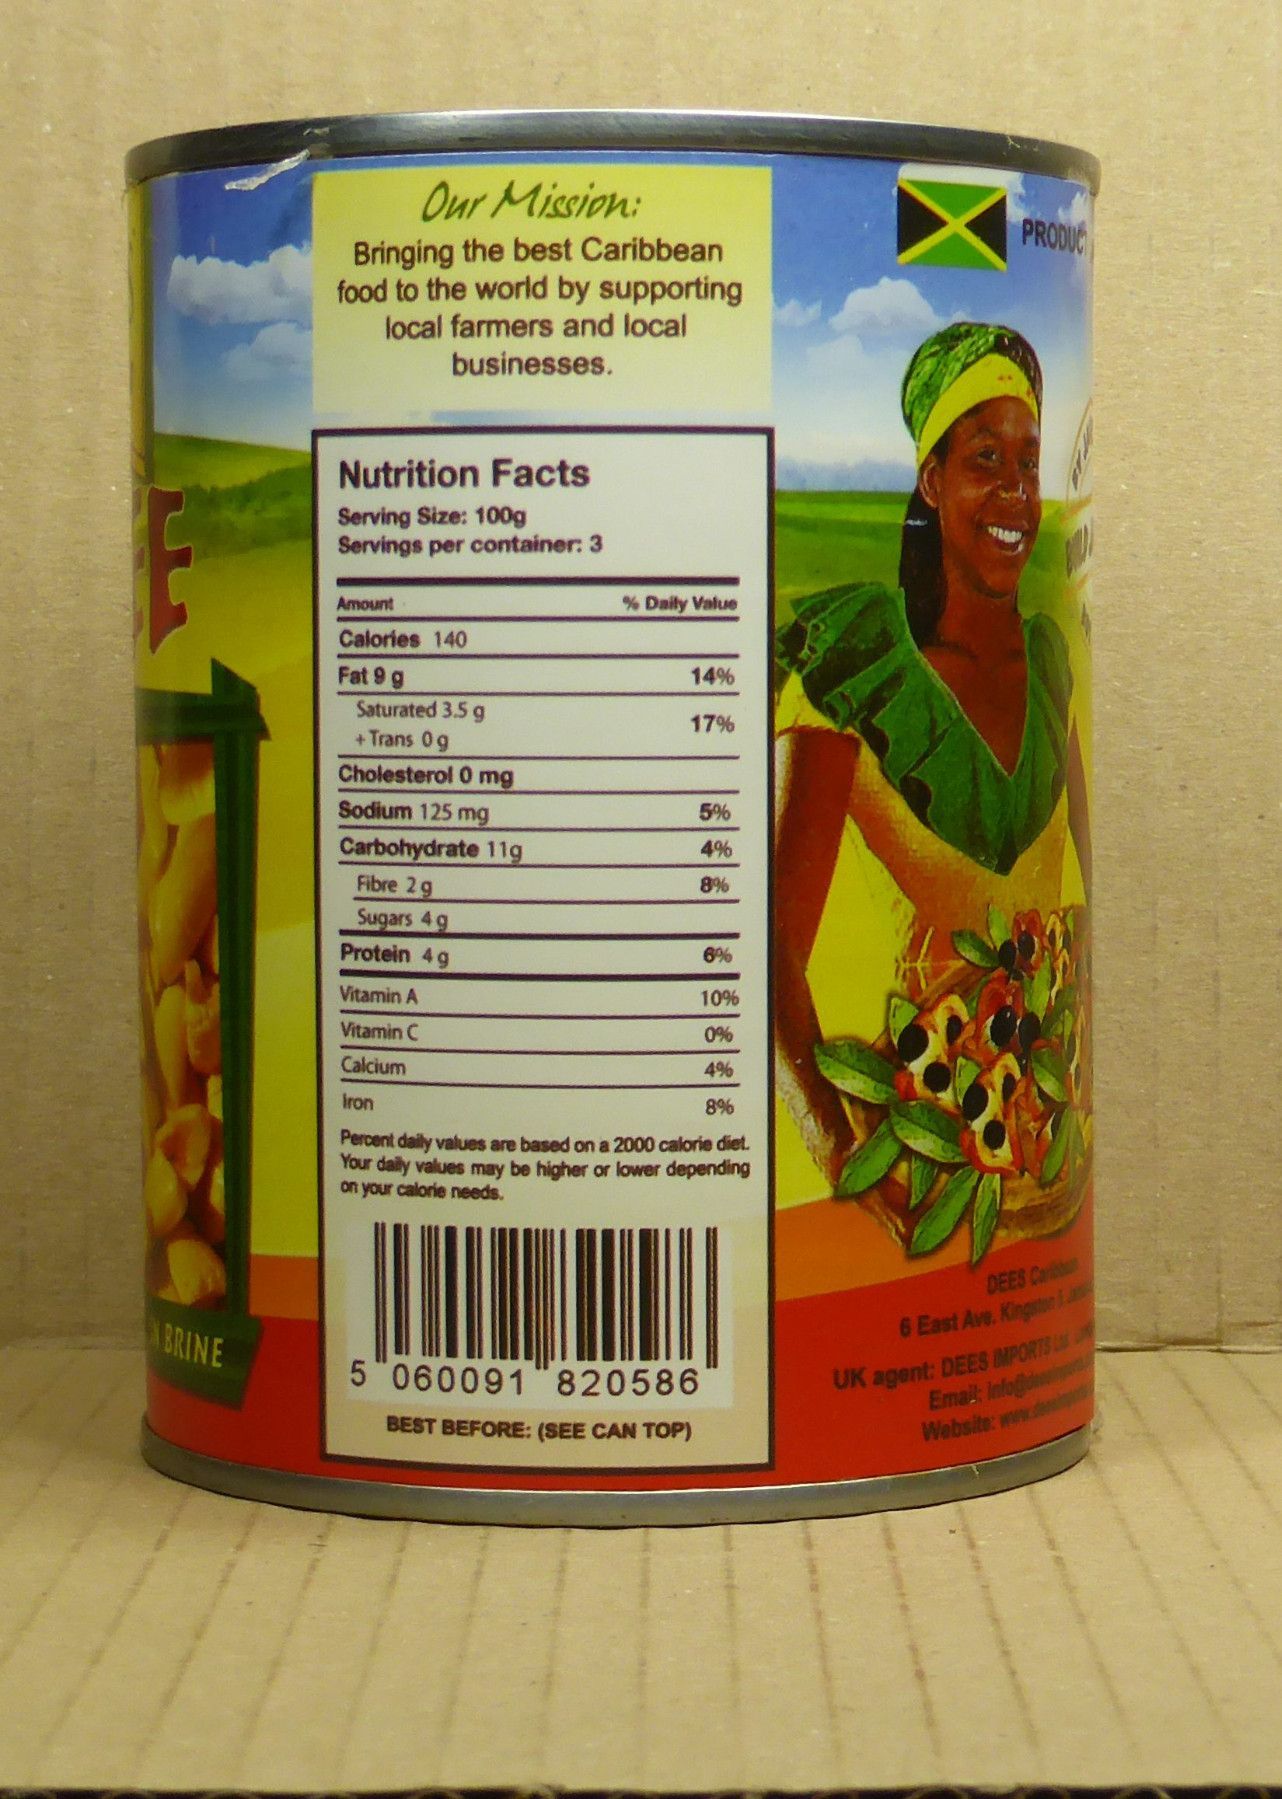 Our Mission:
Bringing the best Caribbean
food to the world by supporting
local farmers and local
businesses.
Nutrition Facts
Serving Size: 100g
Servings per container: 3
Amount % Daily Value
Calories 140
Fat 9 g 14%
Saturated 3.5 g
+ Trans 0 g 17%
Cholesterol 0 mg
Sodium 125 mg 5%
Carbohydrate 11g 4%
Fibre 2 g 8%
Sugars 4 g
Protein 4 g 6%
Vitamin A 10%
Vitamin C 0%
Calcium 4%
Iron 8%
Percent daily values are based on a 2000 calorie diet.
Your daily values may be higher or lower depending
on your calorie needs.
5 060091 820586
BEST BEFORE: (SEE CAN TOP)
BRINE
PRODUCT
DEES
6 East Ave. Kingston
UK agent: DEES IMPORTS
Email:
Website: